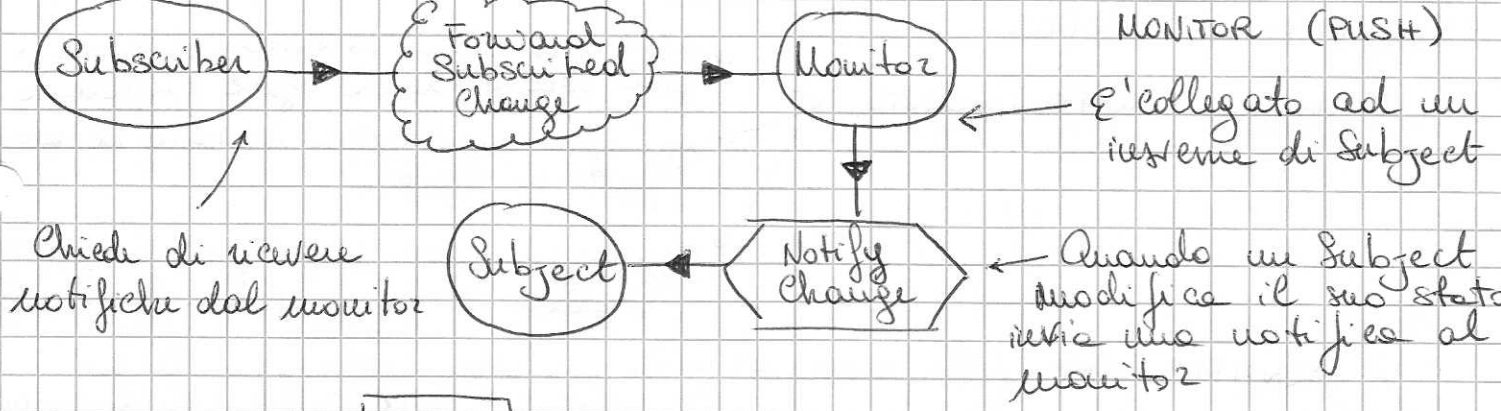 MONITOR (PUSH)
Subscriber
Forward
Subscribed
Change
Monitor
E' collegato ad un
insieme di Subject
Chiede di ricevere
notifiche dal monitor
Subject
Notify
Change
Quando un Subject
modifica il suo stato
invia una notifica al
monitor